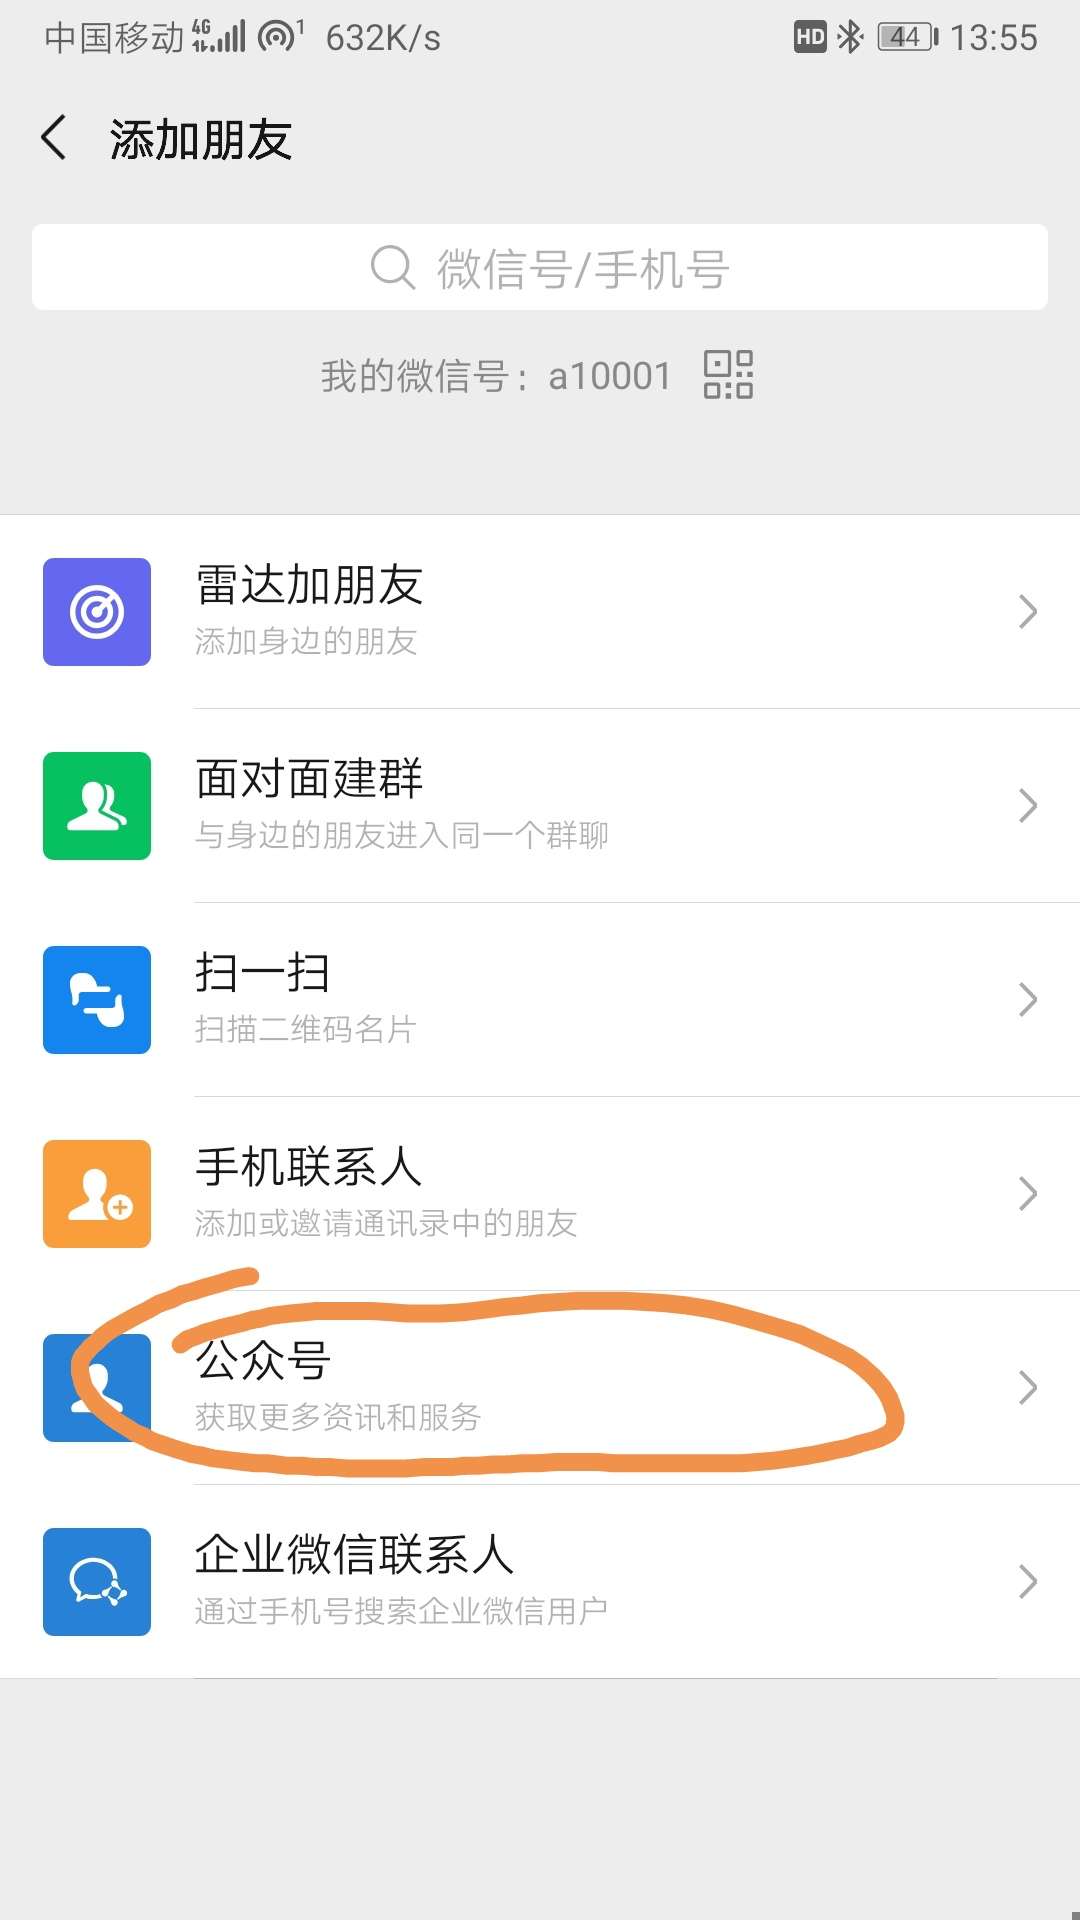 中国移动 4G 1 632K/s HD 44 13:55
添加朋友
微信号/手机号
我的微信号：a10001
雷达加朋友
添加身边的朋友
面对面建群
与身边的朋友进入同一个群聊
扫一扫
扫描二维码名片
手机联系人
添加或邀请通讯录中的朋友
公众号
获取更多资讯和服务
企业微信联系人
通过手机号搜索企业微信用户